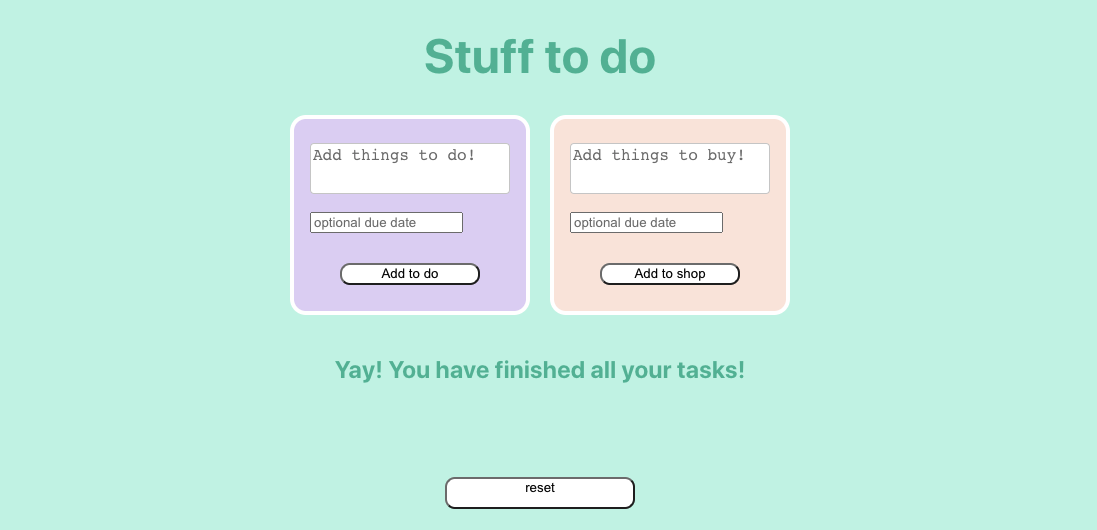 Stuff to do
Add things to do!
Add things to buy!
optional due date
optional due date
Add to do
Add to shop
Yay! You have finished all your tasks!
reset